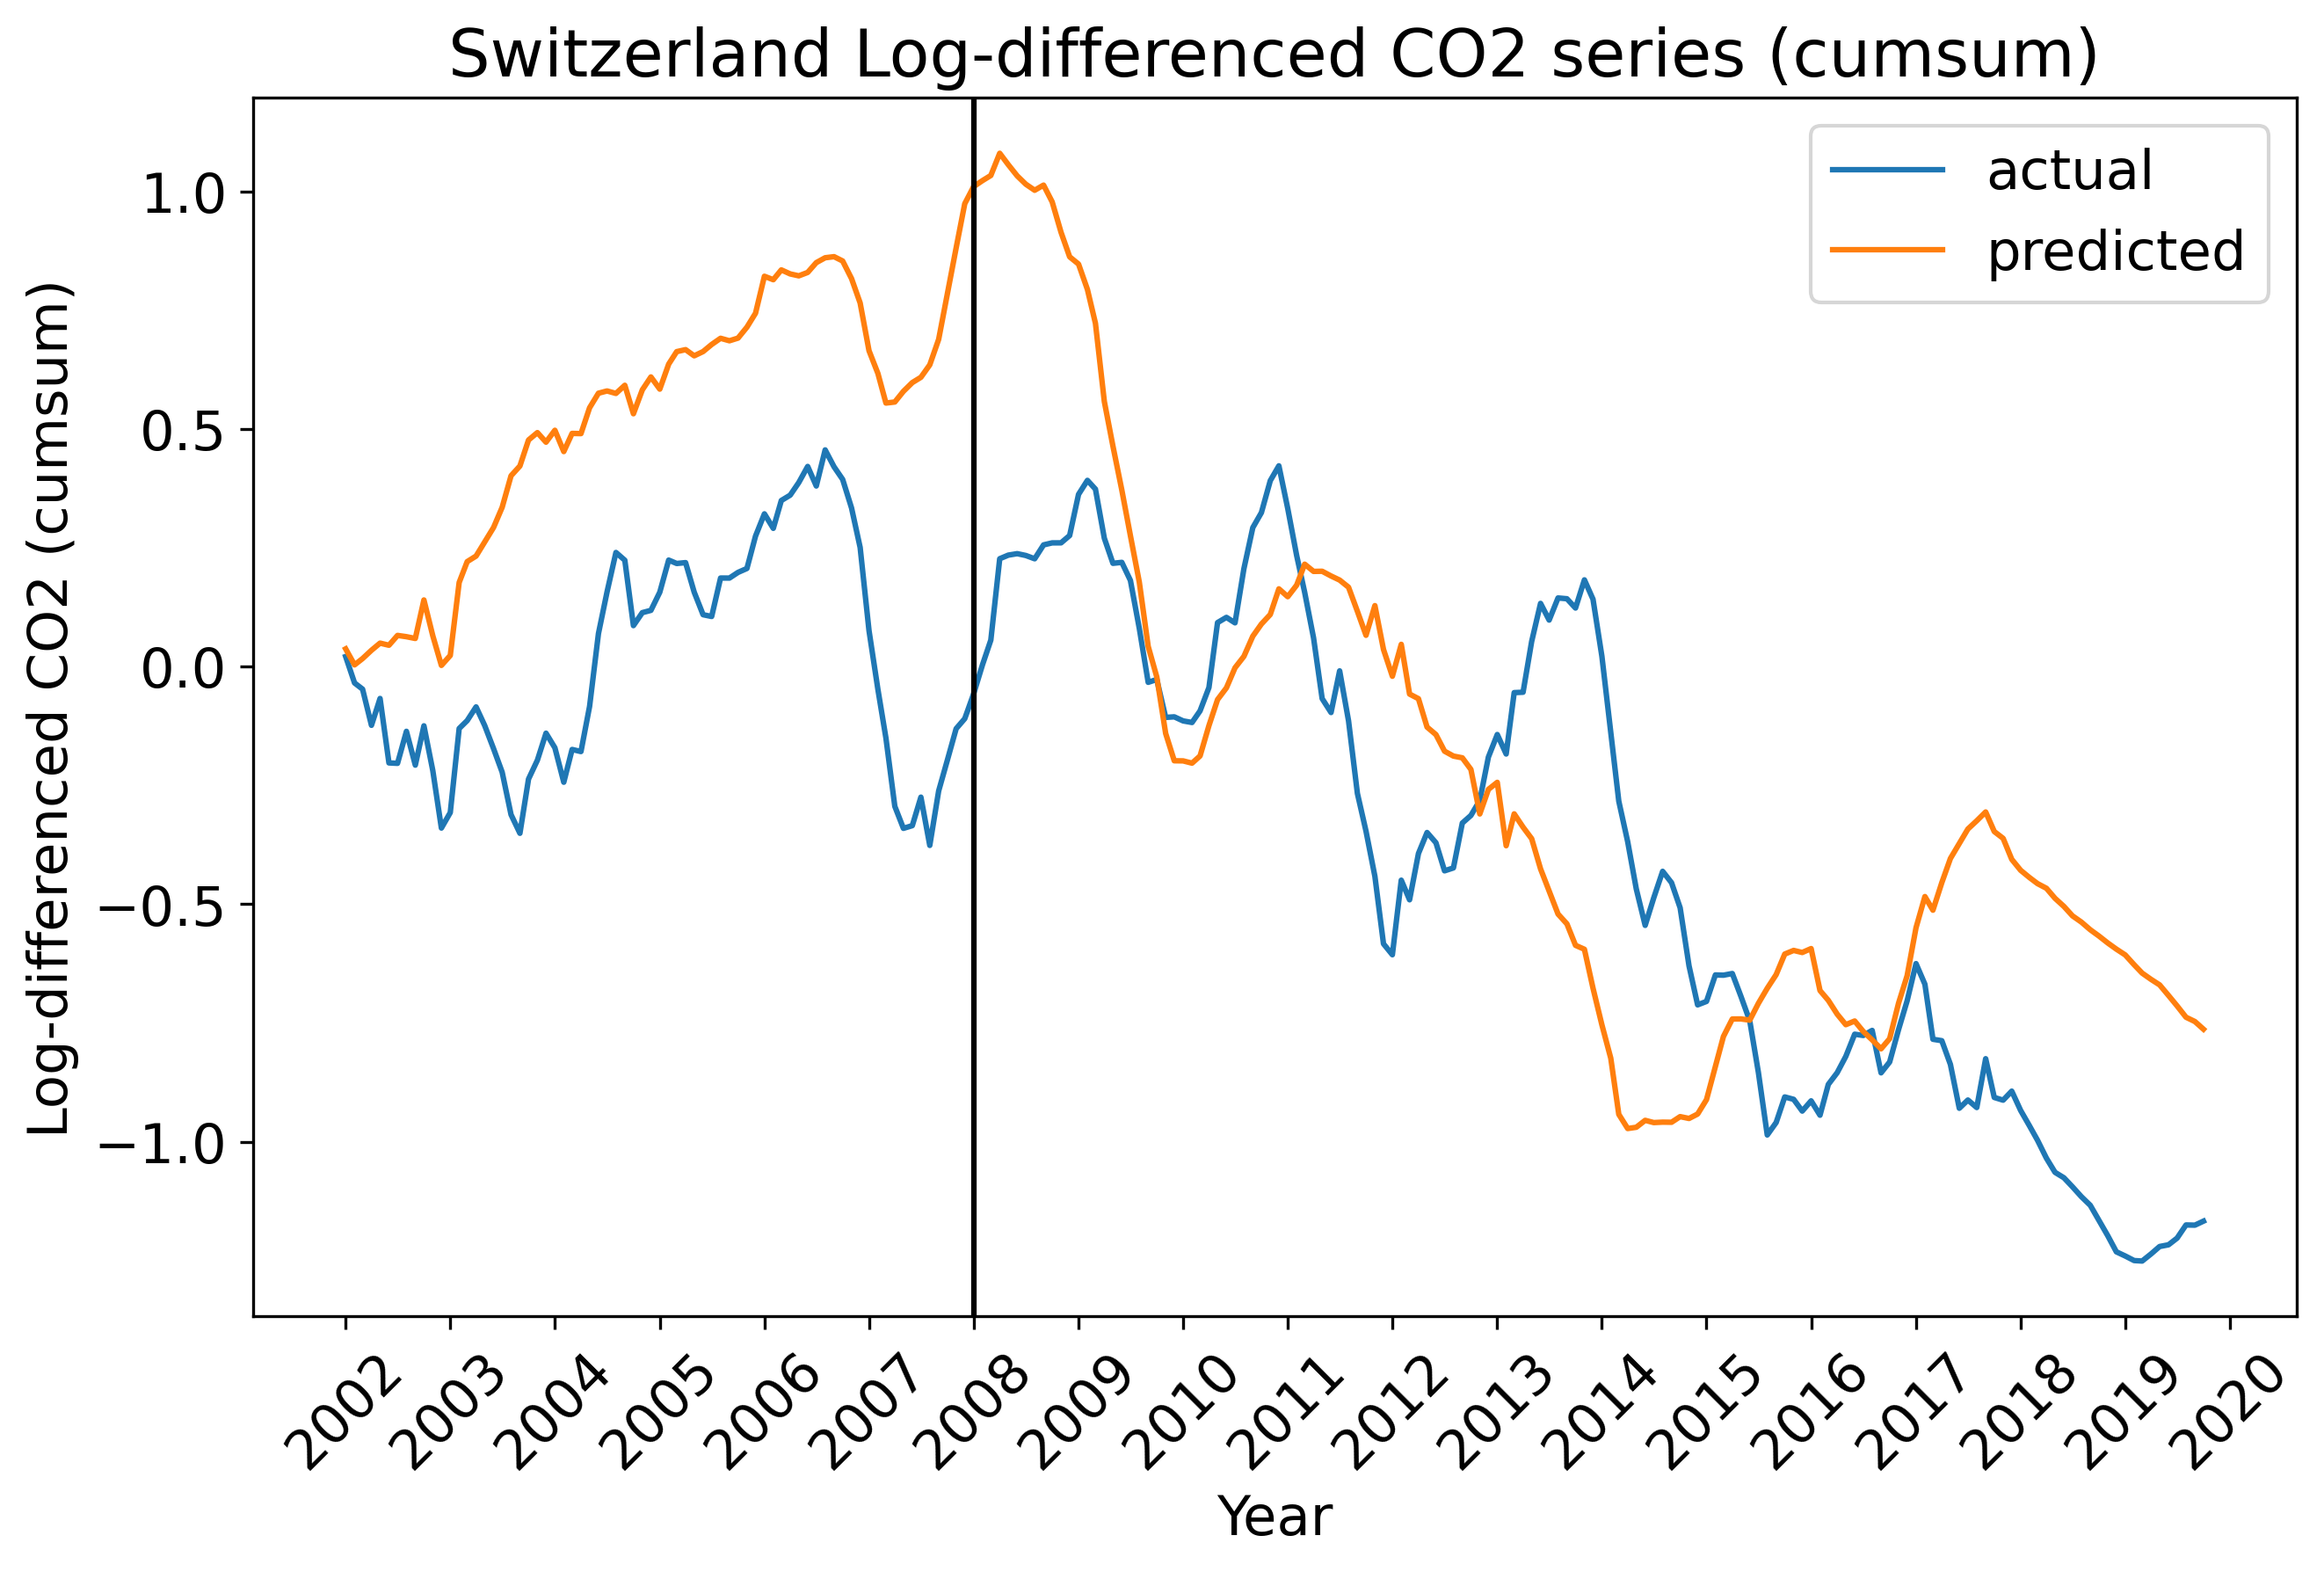 Switzerland Log-differenced CO2 series (cumsum)
actual
predicted
Log-differenced CO2 (cumsum)
1.0
0.5
0.0
−0.5
−1.0
2002 2003 2004 2005 2006 2007 2008 2009 2010 2011 2012 2013 2014 2015 2016 2017 2018 2019 2020
Year